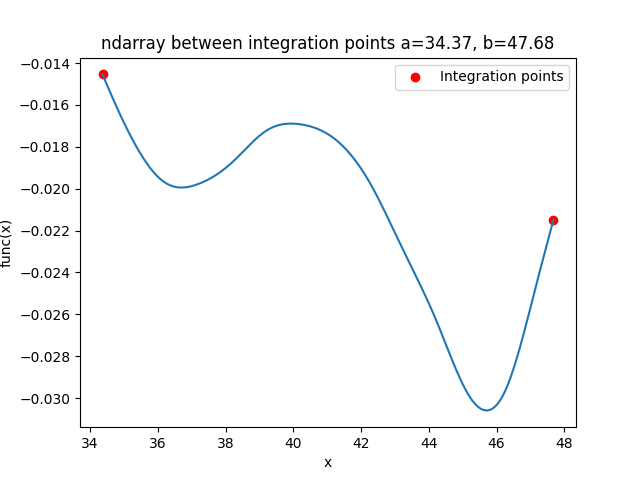 ndarray between integration points a=34.37, b=47.68
Integration points
−0.014
−0.016
−0.018
−0.020
−0.022
−0.024
−0.026
−0.028
−0.030
func(x)
34 36 38 40 42 44 46 48
x